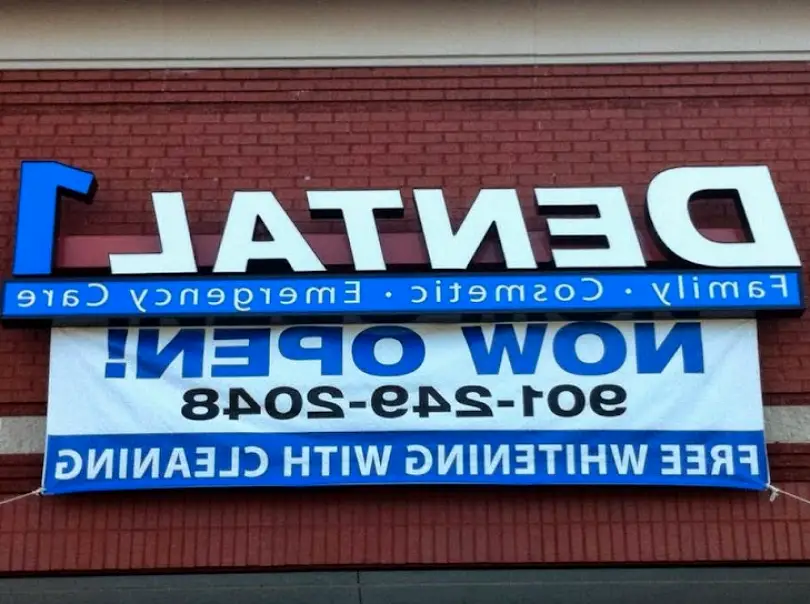 DENTAL 1
Family · Cosmetic · Emergency Care
NOW OPEN!
901-249-2048
FREE WHITENING WITH CLEANING